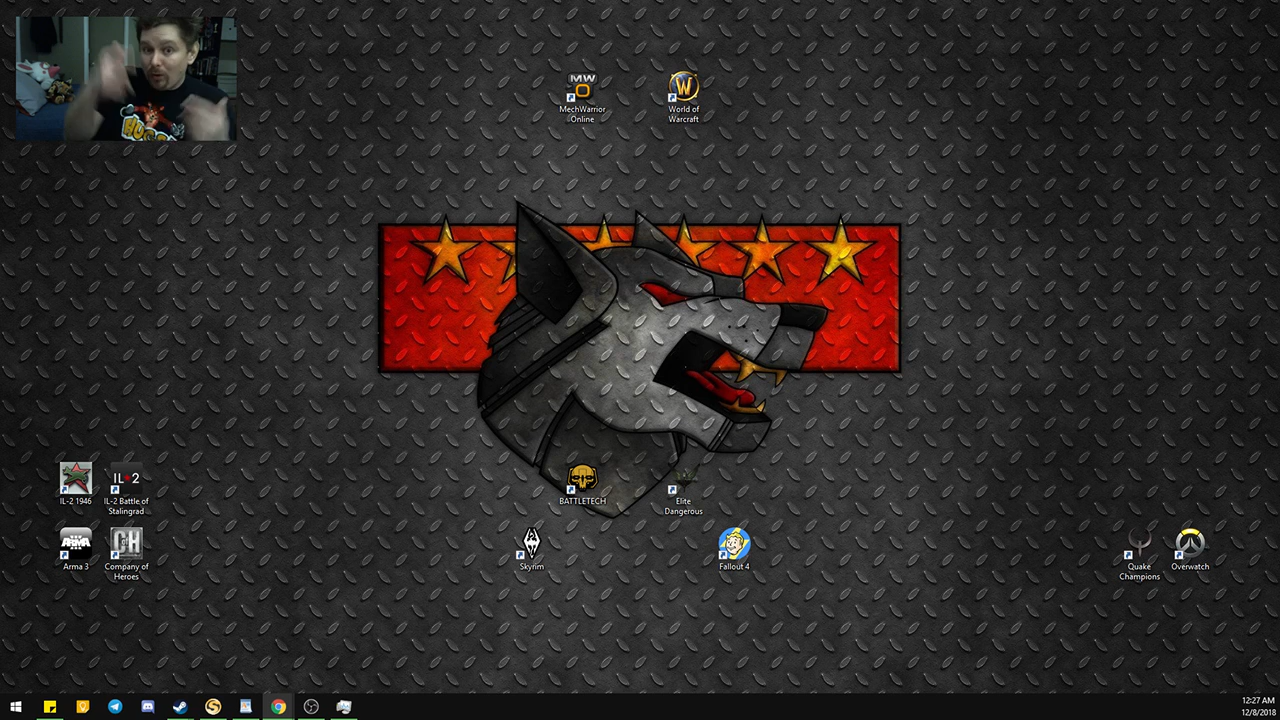 MW
O
MechWarrior
Online
W
World of
Warcraft
IL-2 1946
IL★2
IL-2 Battle of
Stalingrad
BATTLETECH
Elite
Dangerous
ARMA
Arma 3
CofH
Company of
Heroes
Skyrim
Fallout 4
Quake
Champions
Overwatch
12:27 AM
12/8/2018